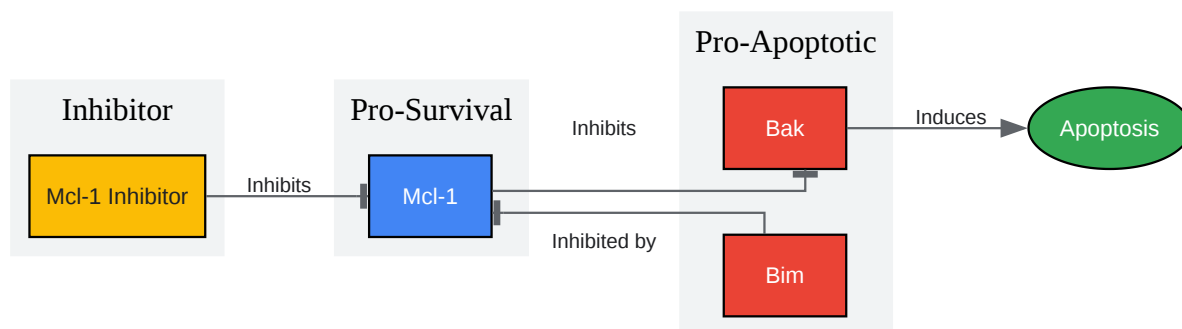 Inhibitor
Mcl-1 Inhibitor
Inhibits
Pro-Survival
Mcl-1
Inhibits
Inhibited by
Pro-Apoptotic
Bak
Bim
Induces
Apoptosis